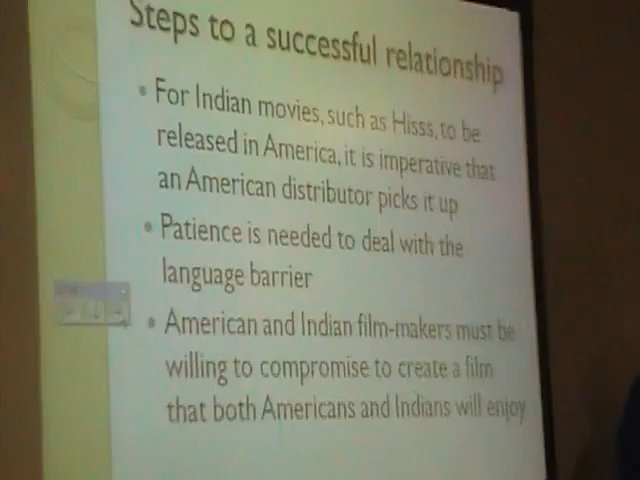 Steps to a successful relationship
• For Indian movies, such as Hisss, to be
released in America, it is imperative that
an American distributor picks it up
• Patience is needed to deal with the
language barrier
• American and Indian film-makers must be
willing to compromise to create a film
that both Americans and Indians will enjoy